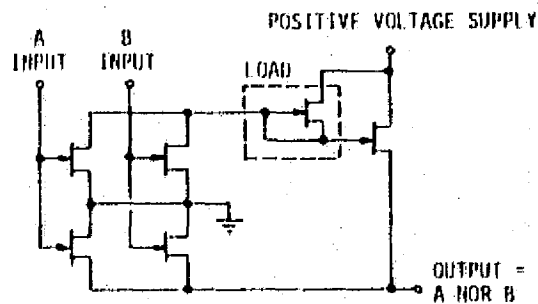 POSITIVE VOLTAGE SUPPLY
A
INPUT
B
INPUT
LOAD
OUTPUT =
A NOR B